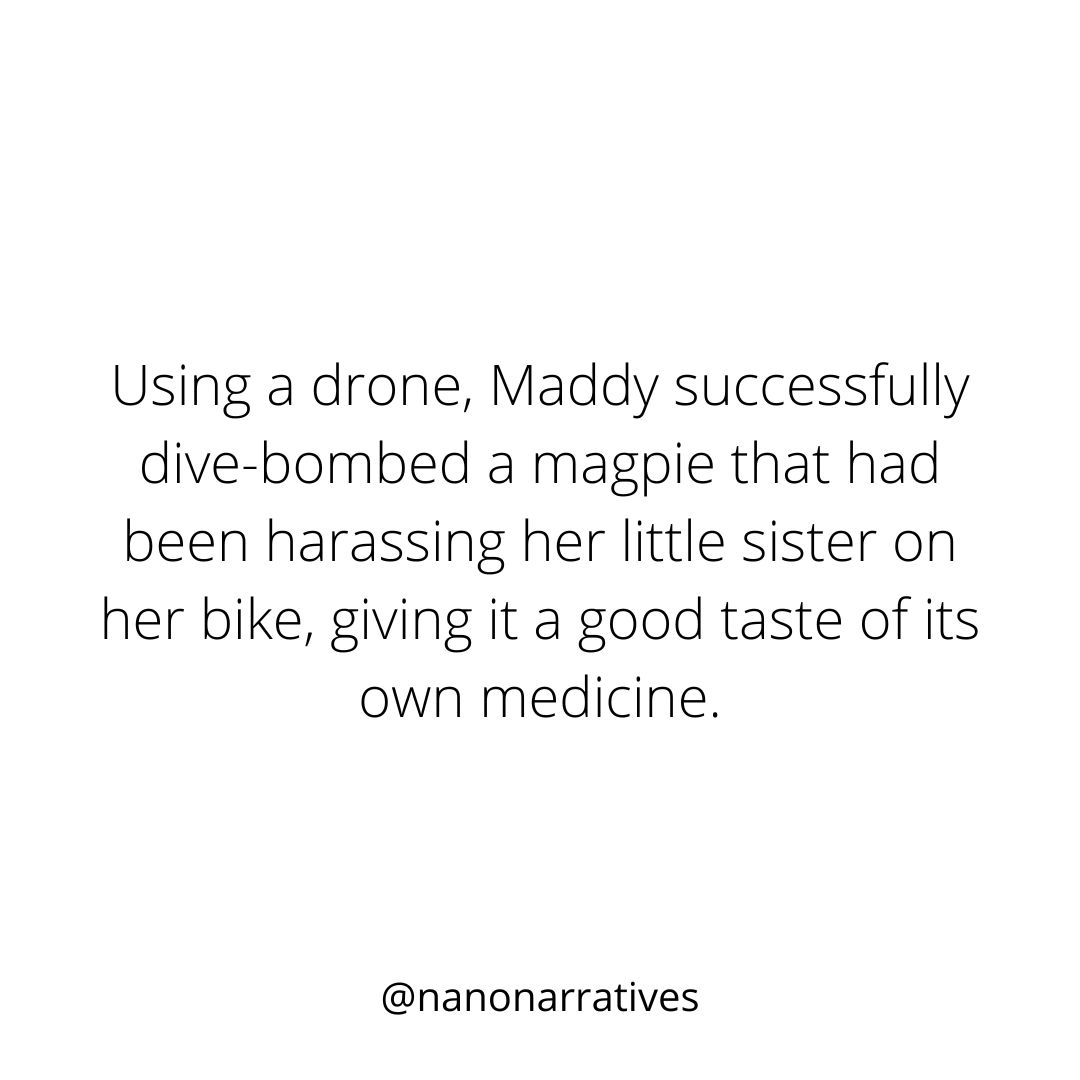 Using a drone, Maddy successfully
dive-bombed a magpie that had
been harassing her little sister on
her bike, giving it a good taste of its
own medicine.
@nanonarratives